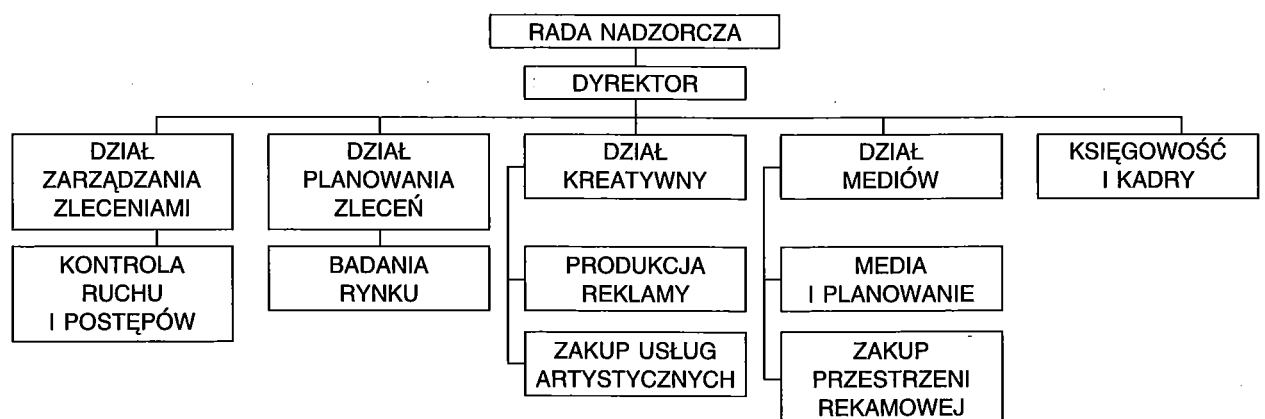 RADA NADZORCZA
DYREKTOR
DZIAŁ
ZARZĄDZANIA
ZLECENIAMI
DZIAŁ
PLANOWANIA
ZLECEŃ
DZIAŁ
KREATYWNY
DZIAŁ
MEDIÓW
KSIĘGOWOŚĆ
I KADRY
KONTROLA
RUCHU
I POSTĘPÓW
BADANIA
RYNKU
PRODUKCJA
REKLAMY
MEDIA
I PLANOWANIE
ZAKUP USŁUG
ARTYSTYCZNYCH
ZAKUP
PRZESTRZENI
REKAMOWEJ